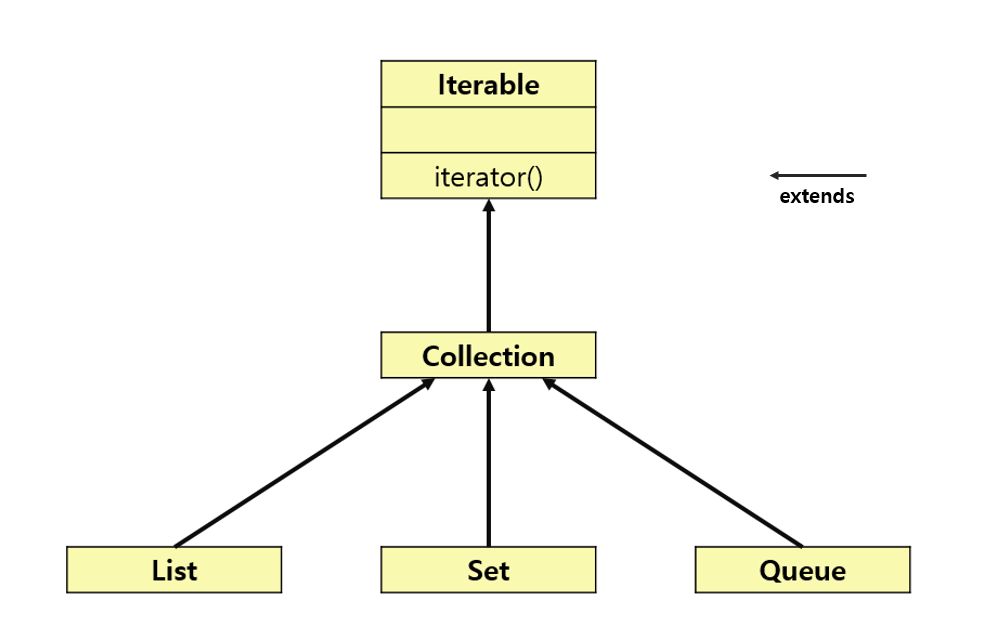 Iterable
iterator()
extends
Collection
List
Set
Queue